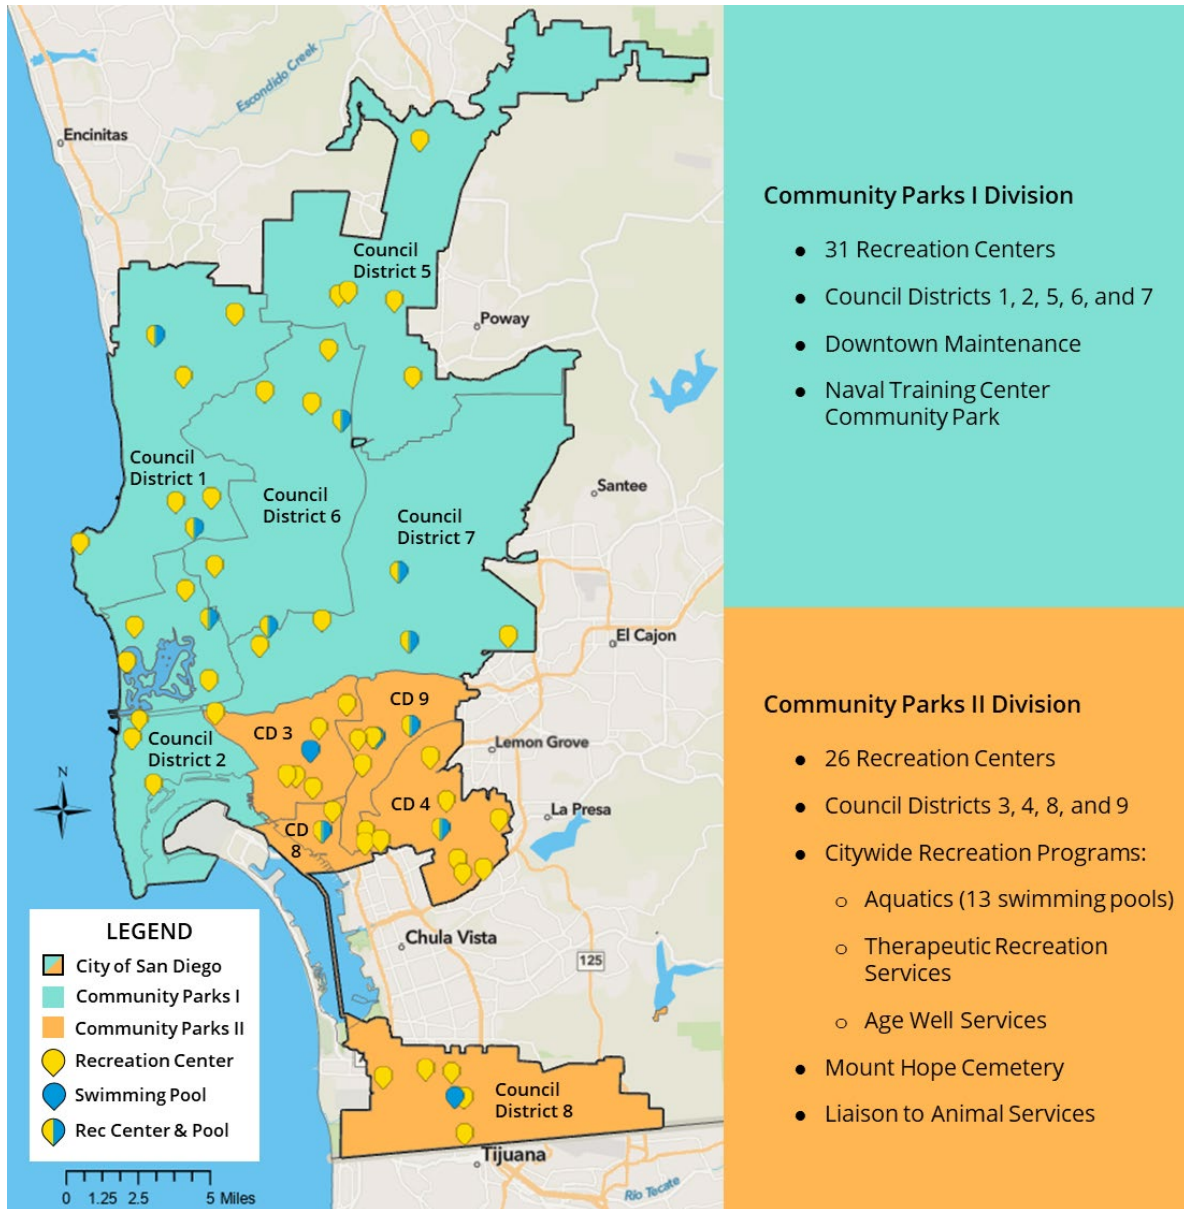 Escondido Creek
Encinitas
Council
District 5
Poway
Council
District 1
Council
District 6
Council
District 7
Santee
El Cajon
CD 9
CD 3
Council
District 2
Lemon Grove
CD 4
La Presa
CD
8
N
Chula Vista
125
Council
District 8
Tijuana
Río Tecate
LEGEND
City of San Diego
Community Parks I
Community Parks II
Recreation Center
Swimming Pool
Rec Center & Pool
0 1.25 2.5 5 Miles
Community Parks I Division
● 31 Recreation Centers
● Council Districts 1, 2, 5, 6, and 7
● Downtown Maintenance
● Naval Training Center
Community Park
Community Parks II Division
● 26 Recreation Centers
● Council Districts 3, 4, 8, and 9
● Citywide Recreation Programs:
o Aquatics (13 swimming pools)
o Therapeutic Recreation
Services
o Age Well Services
● Mount Hope Cemetery
● Liaison to Animal Services